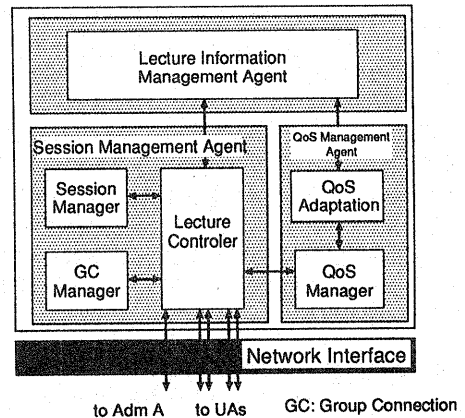 Lecture Information
Management Agent
Session Management Agent
QoS Management
Agent
Session
Manager
Lecture
Controler
QoS
Adaptation
GC
Manager
QoS
Manager
Network Interface
to Adm A
to UAs
GC: Group Connection